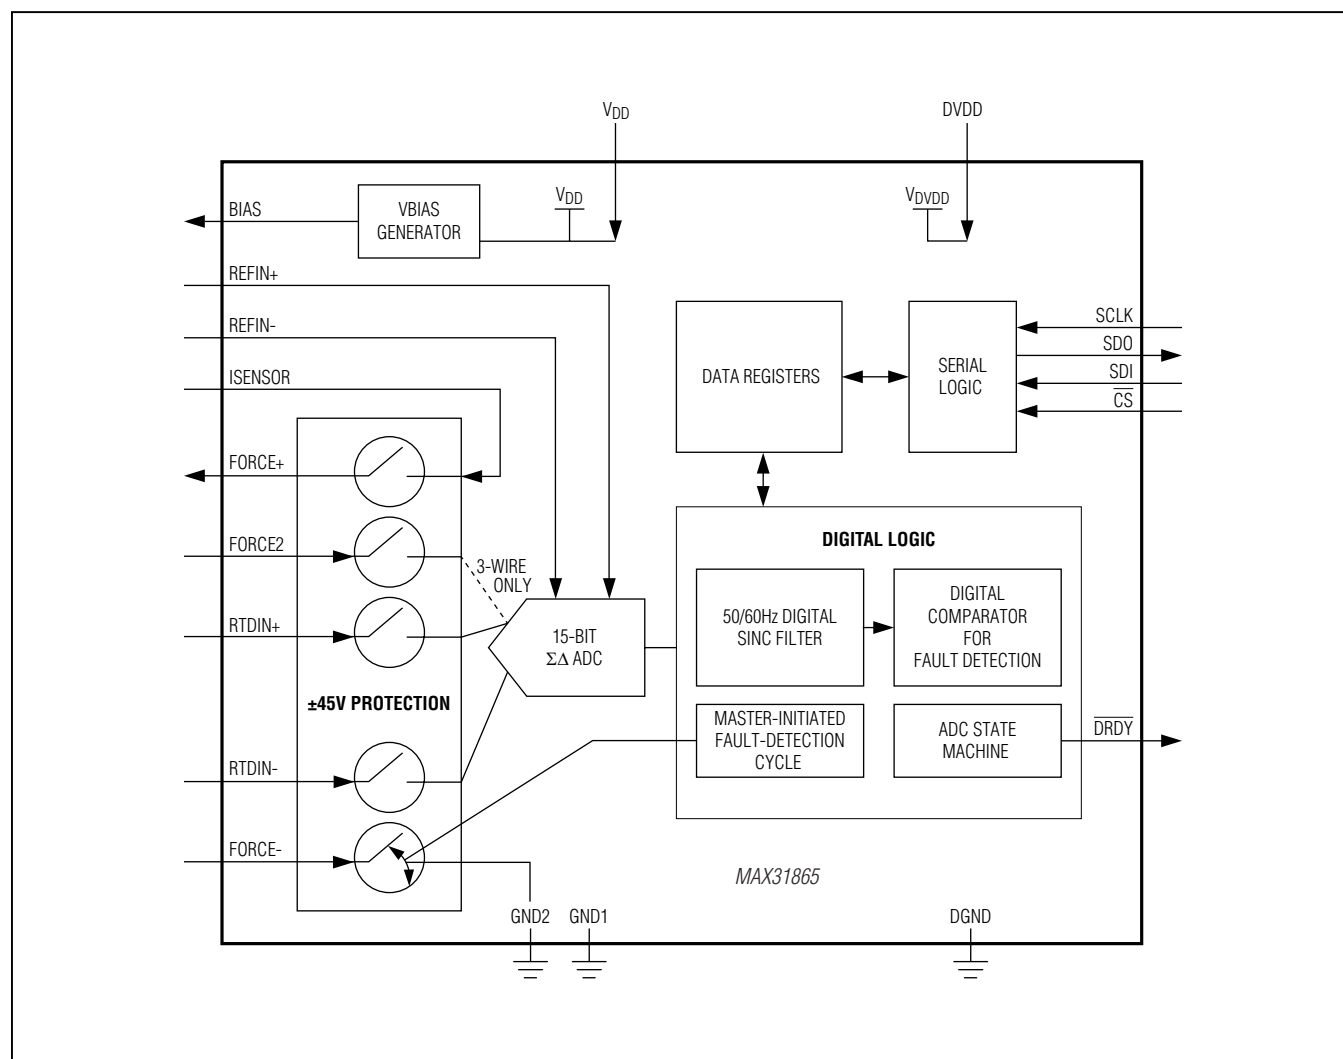 V_DD
DVDD
BIAS
VBIAS
GENERATOR
V_DD
V_DVDD
REFIN+
REFIN-
ISENSOR
DATA REGISTERS
SERIAL
LOGIC
SCLK
SDO
SDI
C̅S̅
FORCE+
FORCE2
3-WIRE
ONLY
RTDIN+
±45V PROTECTION
RTDIN-
FORCE-
15-BIT
ΣΔ ADC
DIGITAL LOGIC
50/60Hz DIGITAL
SINC FILTER
DIGITAL
COMPARATOR
FOR
FAULT DETECTION
MASTER-INITIATED
FAULT-DETECTION
CYCLE
ADC STATE
MACHINE
D̅R̅D̅Y̅
MAX31865
GND2
GND1
DGND